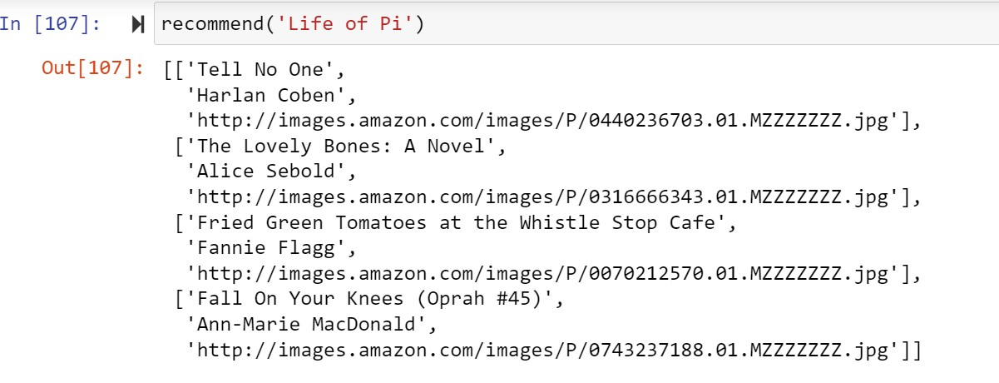 In [107]: recommend('Life of Pi')
Out[107]: [['Tell No One',
'Harlan Coben',
'http://images.amazon.com/images/P/0440236703.01.MZZZZZZZ.jpg'],
['The Lovely Bones: A Novel',
'Alice Sebold',
'http://images.amazon.com/images/P/0316666343.01.MZZZZZZZ.jpg'],
['Fried Green Tomatoes at the Whistle Stop Cafe',
'Fannie Flagg',
'http://images.amazon.com/images/P/0070212570.01.MZZZZZZZ.jpg'],
['Fall On Your Knees (Oprah #45)',
'Ann-Marie MacDonald',
'http://images.amazon.com/images/P/0743237188.01.MZZZZZZZ.jpg']]